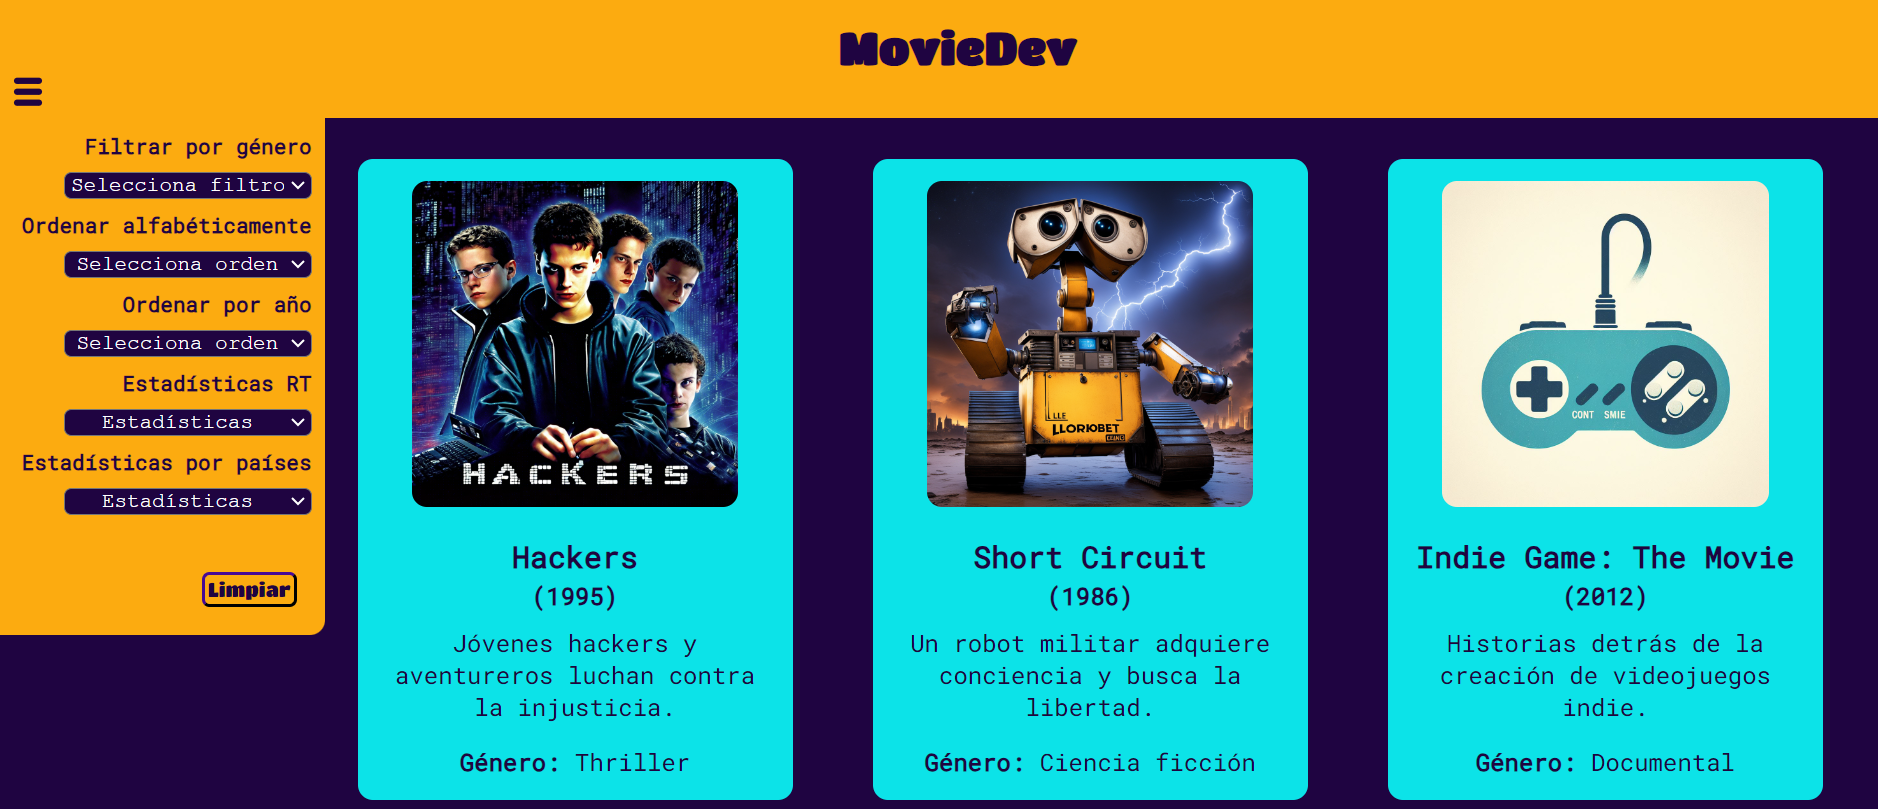 MovieDev
Filtrar por género
Selecciona filtro
Ordenar alfabéticamente
Selecciona orden
Ordenar por año
Selecciona orden
Estadísticas RT
Estadísticas
Estadísticas por países
Estadísticas
Limpiar
HACKERS
Hackers
(1995)
Jóvenes hackers y
aventureros luchan contra
la injusticia.
Género: Thriller
LLE
LLORIOBET
Short Circuit
(1986)
Un robot militar adquiere
conciencia y busca la
libertad.
Género: Ciencia ficción
CONT SMIE
Indie Game: The Movie
(2012)
Historias detrás de la
creación de videojuegos
indie.
Género: Documental